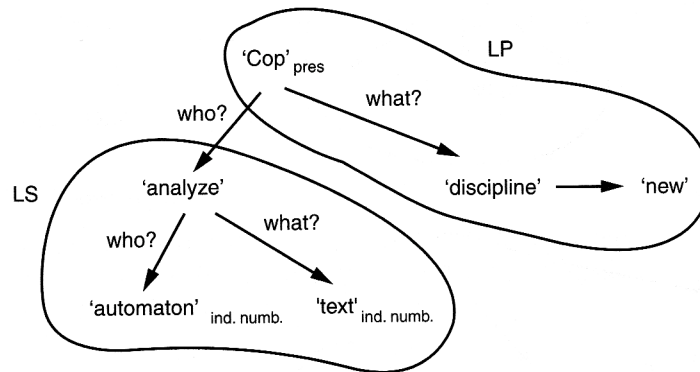 LP
‘Cop’ pres
who?
what?
LS
‘analyze’
‘discipline’
‘new’
who?
what?
‘automaton’ ind. numb.
'text' ind. numb.